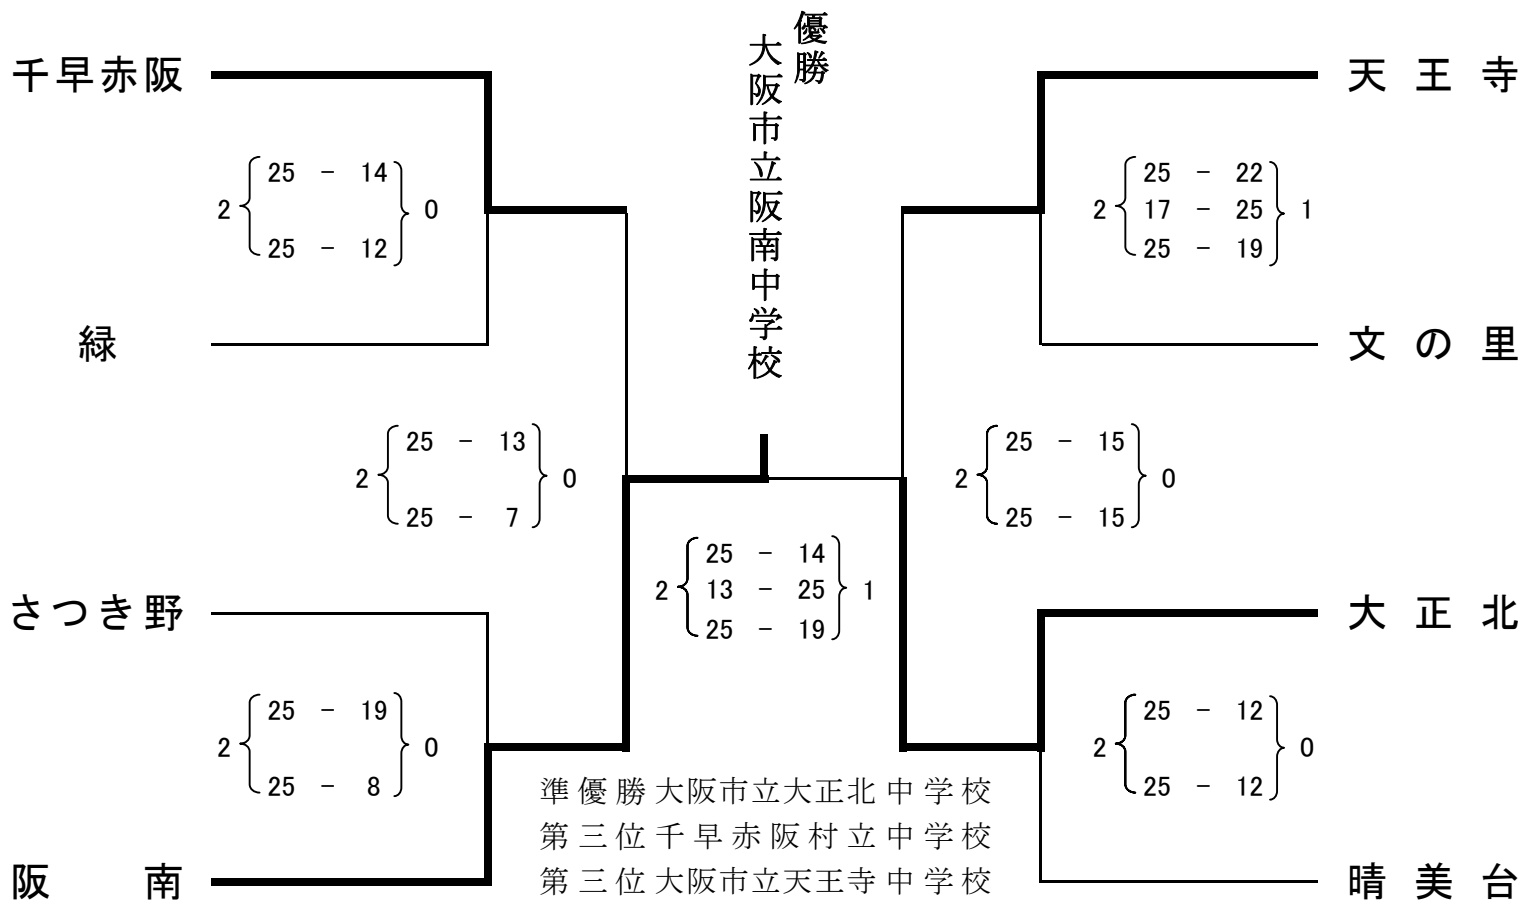 優勝
大阪市立阪南中学校
千早赤阪
天王寺
25 - 14
2 0
25 - 12
25 - 22
2 17 - 25 1
25 - 19
緑
文の里
25 - 13
2 0
25 - 7
25 - 15
2 0
25 - 15
25 - 14
2 13 - 25 1
25 - 19
さつき野
大正北
25 - 19
2 0
25 - 8
25 - 12
2 0
25 - 12
阪南
晴美台
準優勝 大阪市立大正北中学校
第三位 千早赤阪村立中学校
第三位 大阪市立天王寺中学校